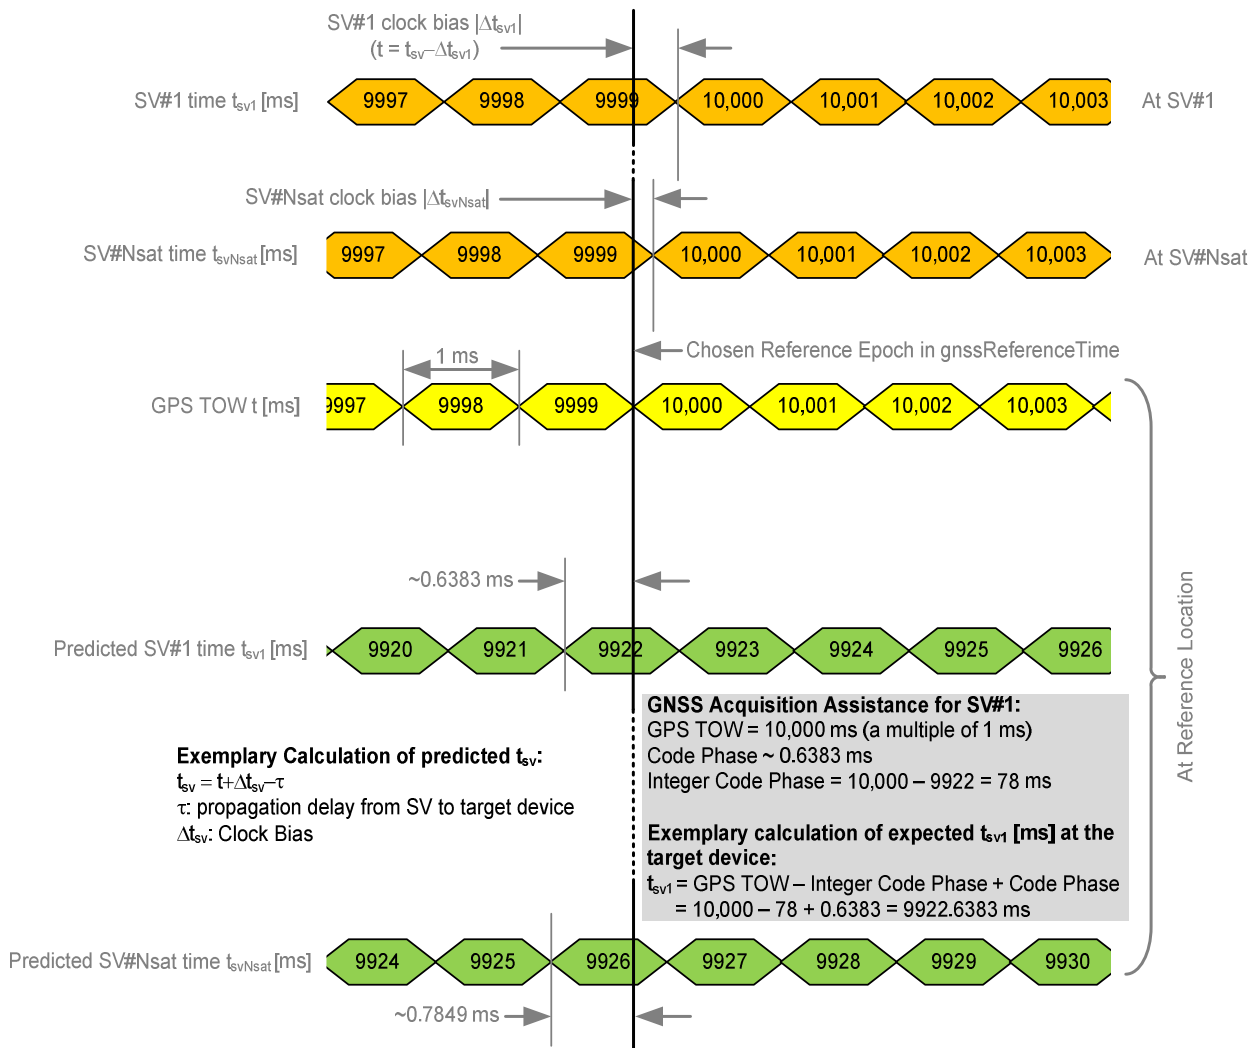 SV#1 clock bias |Δtsv1|
(t = tsv–Δtsv1)
SV#1 time tsv1 [ms]
9997 9998 9999 10,000 10,001 10,002 10,003
At SV#1
SV#Nsat clock bias |ΔtsvNsat|
SV#Nsat time tsvNsat [ms]
9997 9998 9999 10,000 10,001 10,002 10,003
At SV#Nsat
Chosen Reference Epoch in gnssReferenceTime
1 ms
GPS TOW t [ms]
9997 9998 9999 10,000 10,001 10,002 10,003
~0.6383 ms
Predicted SV#1 time tsv1 [ms]
9920 9921 9922 9923 9924 9925 9926
At Reference Location
GNSS Acquisition Assistance for SV#1:
GPS TOW = 10,000 ms (a multiple of 1 ms)
Code Phase ~ 0.6383 ms
Integer Code Phase = 10,000 – 9922 = 78 ms
Exemplary calculation of expected tsv1 [ms] at the
target device:
tsv1 = GPS TOW – Integer Code Phase + Code Phase
= 10,000 – 78 + 0.6383 = 9922.6383 ms
Exemplary Calculation of predicted tsv:
tsv = t+Δtsv–τ
τ: propagation delay from SV to target device
Δtsv: Clock Bias
Predicted SV#Nsat time tsvNsat [ms]
9924 9925 9926 9927 9928 9929 9930
~0.7849 ms